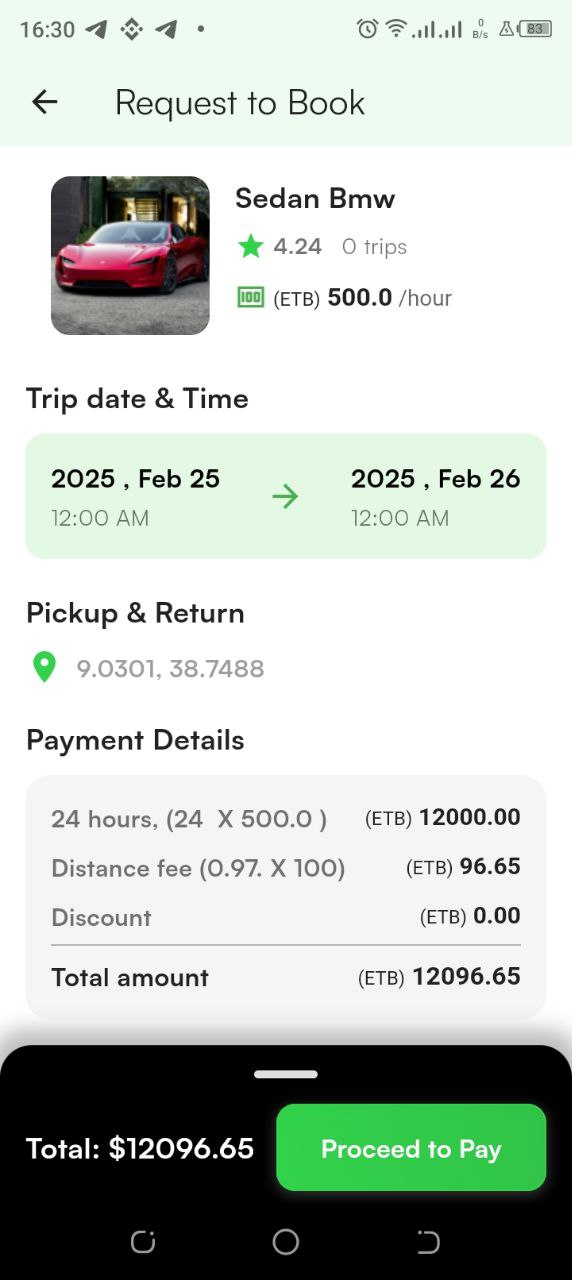 16:30
0
B/s
83
Request to Book
Sedan Bmw
4.24 0 trips
100 (ETB) 500.0 /hour
Trip date & Time
2025 , Feb 25
12:00 AM
2025 , Feb 26
12:00 AM
Pickup & Return
9.0301, 38.7488
Payment Details
24 hours, (24 X 500.0 ) (ETB) 12000.00
Distance fee (0.97. X 100) (ETB) 96.65
Discount (ETB) 0.00
Total amount (ETB) 12096.65
Total: $12096.65 Proceed to Pay